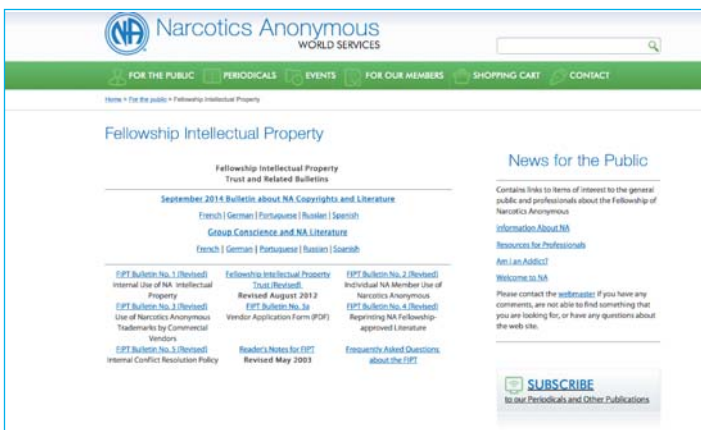 NA
Narcotics Anonymous
WORLD SERVICES
FOR THE PUBLIC PERIODICALS EVENTS FOR OUR MEMBERS SHOPPING CART CONTACT
Home > For the public > Fellowship Intellectual Property
Fellowship Intellectual Property
Fellowship Intellectual Property
Trust and Related Bulletins
September 2014 Bulletin about NA Copyrights and Literature
French | German | Portuguese | Russian | Spanish
Group Conscience and NA Literature
French | German | Portuguese | Russian | Spanish
FIPT Bulletin No. 1 (Revised)
Internal Use of NA Intellectual
Property
FIPT Bulletin No. 3 (Revised)
Use of Narcotics Anonymous
Trademarks by Commercial
Vendors
FIPT Bulletin No. 5 (Revised)
Internal Conflict Resolution Policy
Fellowship Intellectual Property
Trust (Revised)
Revised August 2012
FIPT Bulletin No. 3a
Vendor Application Form (PDF)
Reader's Notes for FIPT
Revised May 2003
FIPT Bulletin No. 2 (Revised)
Individual NA Member Use of
Narcotics Anonymous
FIPT Bulletin No. 4 (Revised)
Reprinting NA Fellowship-
approved Literature
Frequently Asked Questions
about the FIPT
News for the Public
Contains links to items of interest to the general
public and professionals about the Fellowship of
Narcotics Anonymous
Information About NA
Resources for Professionals
Am I an Addict?
Welcome to NA
Please contact the webmaster if you have any
comments, are not able to find something that
you are looking for, or have any questions about
the web site.
SUBSCRIBE
to our Periodicals and Other Publications